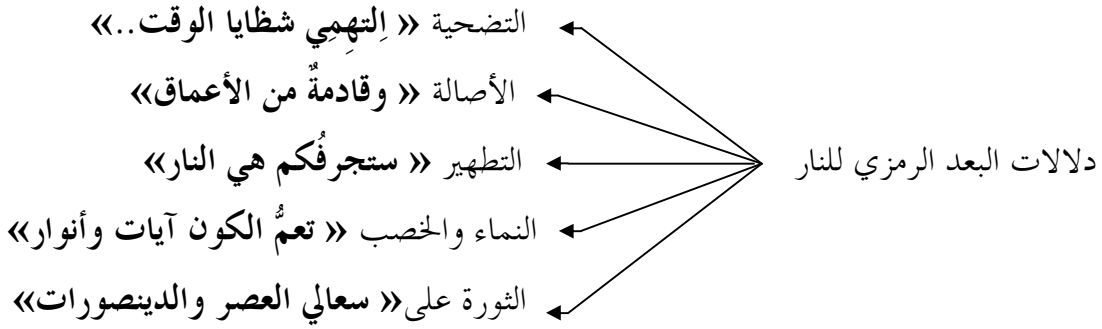 التضحية « اِلتهِمِي شظايا الوقت..»
الأصالة « وقادمةٌ من الأعماق»
دلالات البعد الرمزي للنار
التطهير « ستجرفُكم هي النار»
النماء والخصب « تعمُّ الكون آيات وأنوار»
الثورة على« سعالي العصر والدينصورات»